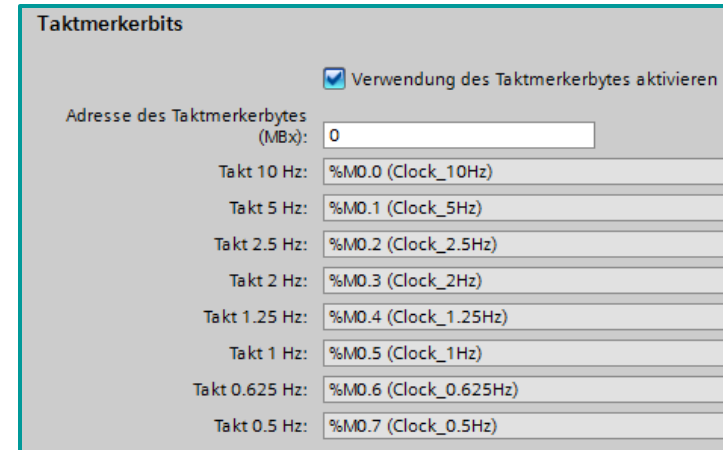 Taktmerkerbits
Verwendung des Taktmerkerbytes aktivieren
Adresse des Taktmerkerbytes
(MBx): 0
Takt 10 Hz: %M0.0 (Clock_10Hz)
Takt 5 Hz: %M0.1 (Clock_5Hz)
Takt 2.5 Hz: %M0.2 (Clock_2.5Hz)
Takt 2 Hz: %M0.3 (Clock_2Hz)
Takt 1.25 Hz: %M0.4 (Clock_1.25Hz)
Takt 1 Hz: %M0.5 (Clock_1Hz)
Takt 0.625 Hz: %M0.6 (Clock_0.625Hz)
Takt 0.5 Hz: %M0.7 (Clock_0.5Hz)